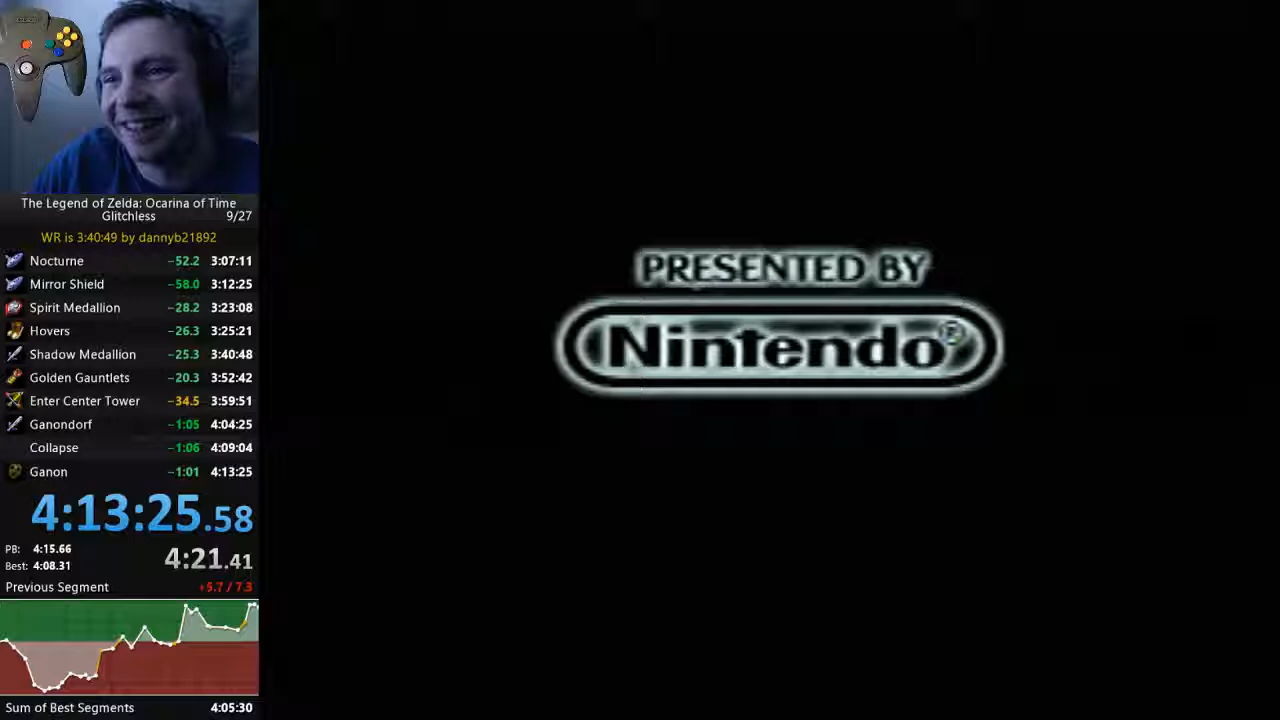 The Legend of Zelda: Ocarina of Time
Glitchless 9/27
WR is 3:40:49 by dannyb21892
Nocturne -52.2 3:07:11
Mirror Shield -58.0 3:12:25
Spirit Medallion -28.2 3:23:08
Hovers -26.3 3:25:21
Shadow Medallion -25.3 3:40:48
Golden Gauntlets -20.3 3:52:42
Enter Center Tower -34.5 3:59:51
Ganondorf -1:05 4:04:25
Collapse -1:06 4:09:04
Ganon -1:01 4:13:25
4:13:25.58
PB: 4:15.66
Best: 4:08.31
4:21.41
Previous Segment +5.7 / 7.3
Sum of Best Segments 4:05:30
PRESENTED BY
Nintendo®